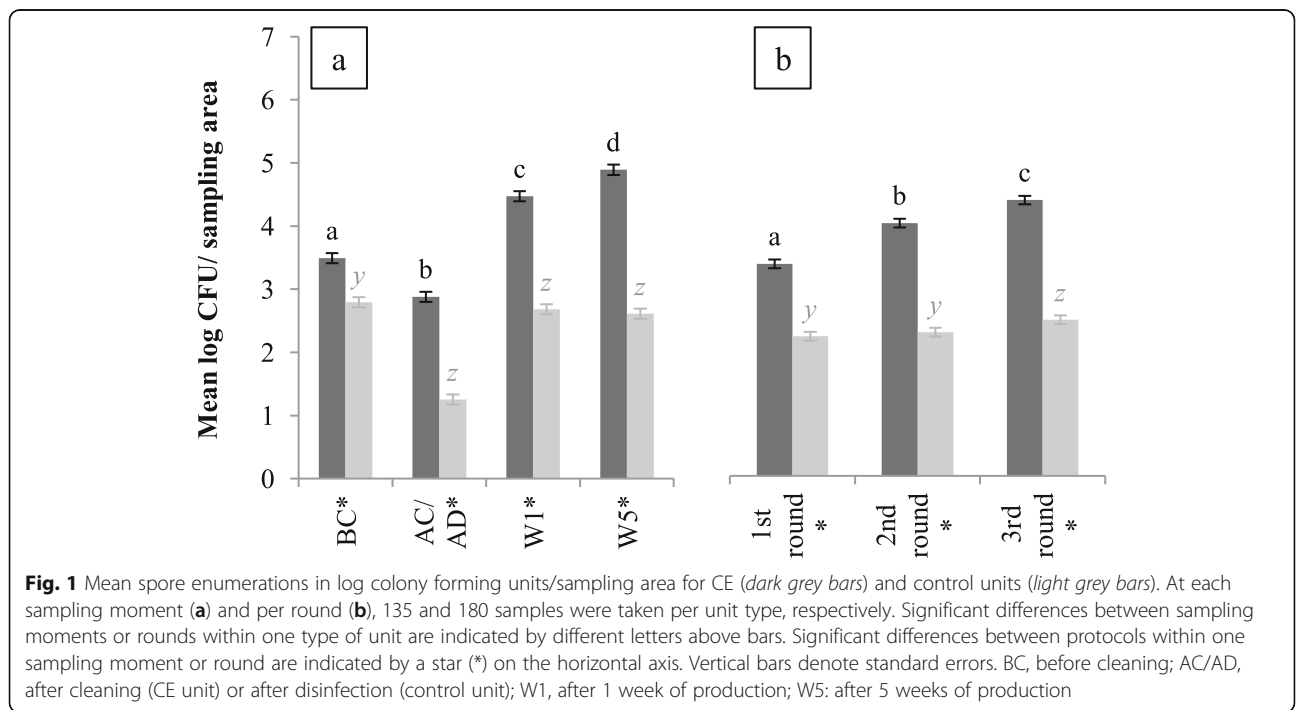 a
b
Mean log CFU/ sampling area
7
6
5
4
3
2
1
0
a
y
b
z
c
z
d
z
a
y
b
y
c
z
BC*
AC/
AD*
W1*
W5*
1st
round
*
2nd
round
*
3rd
round
*
Fig. 1 Mean spore enumerations in log colony forming units/sampling area for CE (dark grey bars) and control units (light grey bars). At each
sampling moment (a) and per round (b), 135 and 180 samples were taken per unit type, respectively. Significant differences between sampling
moments or rounds within one type of unit are indicated by different letters above bars. Significant differences between protocols within one
sampling moment or round are indicated by a star (*) on the horizontal axis. Vertical bars denote standard errors. BC, before cleaning; AC/AD,
after cleaning (CE unit) or after disinfection (control unit); W1, after 1 week of production; W5: after 5 weeks of production